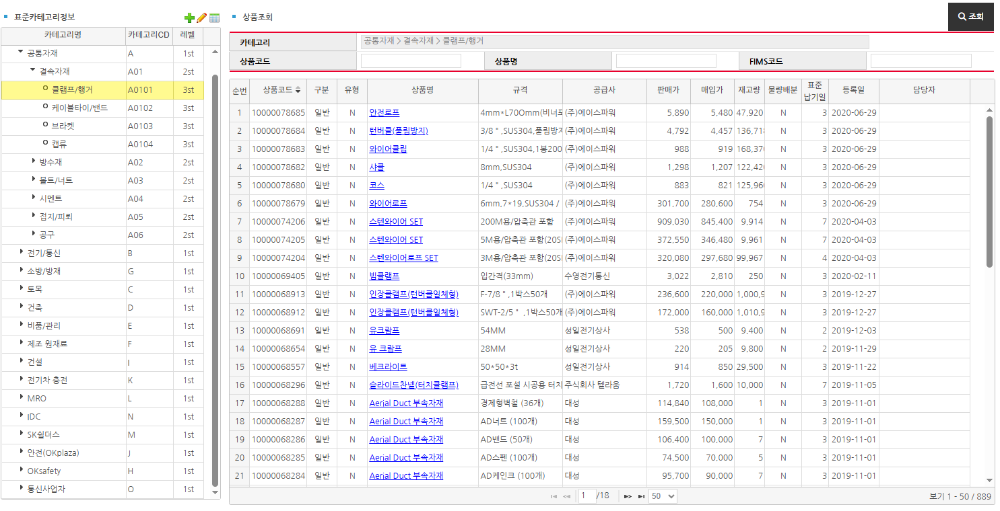 표준카테고리정보
카테고리명 카테고리CD 레벨
공통자재 A 1st
결속자재 A01 2st
클램프/행거 A0101 3st
케이블타이/밴드 A0102 3st
브라켓 A0103 3st
캡류 A0104 3st
방수재 A02 2st
볼트/너트 A03 2st
시멘트 A04 2st
접지/피뢰 A05 2st
공구 A06 2st
전기/통신 B 1st
소방/방재 G 1st
토목 C 1st
건축 D 1st
비품/관리 E 1st
제조 원재료 F 1st
건설 I 1st
전기차 충전 K 1st
MRO L 1st
IDC N 1st
SK쉴더스 M 1st
안전(OKplaza) J 1st
OKsafety H 1st
통신사업자 O 1st
상품조회
조회
카테고리 공통자재 > 결속자재 > 클램프/행거
상품코드 상품명 FIMS코드
순번 상품코드 구분 유형 상품명 규격 공급사 판매가 매입가 재고량 물량배분 표준 납기일 등록일 담당자
1 10000078685 일반 N 안전로프 4mm*L70Omm(비너포 (주)에이스파워 5,890 5,480 47,920 N 3 2020-06-29
2 10000078684 일반 N 턴버클(풀림방지) 3/8 " ,SUS304,풀림방지 (주)에이스파워 4,792 4,457 136,718 N 3 2020-06-29
3 10000078683 일반 N 와이어클립 1/4 " ,SUS304,1봉200 (주)에이스파워 988 919 168,370 N 3 2020-06-29
4 10000078682 일반 N 샤클 8mm,SUS304 (주)에이스파워 1,298 1,207 122,420 N 3 2020-06-29
5 10000078680 일반 N 코스 1/4 " ,SUS304 (주)에이스파워 883 821 125,960 N 3 2020-06-29
6 10000078679 일반 N 와이어로프 6mm,7*19,SUS304 / (주)에이스파워 301,700 280,600 754 N 3 2020-06-29
7 10000074206 일반 N 스텐와이어 SET 200M용/압축관 포함 (주)에이스파워 909,030 845,400 9,914 N 7 2020-04-03
8 10000074205 일반 N 스텐와이어 SET 5M용/압축관 포함(20SE (주)에이스파워 372,550 346,480 9,961 N 7 2020-04-03
9 10000074204 일반 N 스텐와이어로프 SET 3M용/압축관 포함(20SE (주)에이스파워 320,080 297,680 99,967 N 4 2020-04-03
10 10000069405 일반 N 빔클램프 입간격(33mm) 수영전기통신 3,022 2,810 250 N 3 2020-02-11
11 10000068913 일반 N 인장클램프(턴버클일체형) F-7/8 " ,1박스50개 (주)에이스파워 236,600 220,000 1,000,9 N 3 2019-12-27
12 10000068912 일반 N 인장클램프(턴버클일체형) SWT-2/5 " ,1박스50개 (주)에이스파워 172,000 160,000 1,010,9 N 3 2019-12-27
13 10000068691 일반 N 유크람프 54MM 성일전기상사 538 500 9,400 N 2 2019-12-03
14 10000068654 일반 N 유 크람프 28MM 성일전기상사 220 205 9,800 N 2 2019-11-29
15 10000068557 일반 N 베크라이트 50*50*3t 성일전기상사 914 850 29,500 N 3 2019-11-22
16 10000068296 일반 N 슬라이드찬넬(터치클램프) 급전선 포설 시공용 터치 주식회사 텔라움 1,720 1,600 10,000 N 7 2019-11-05
17 10000068288 일반 N Aerial Duct 부속자재 경제형벽철 (36개) 대성 114,840 108,000 1 N 3 2019-11-01
18 10000068287 일반 N Aerial Duct 부속자재 AD너트 (100개) 대성 159,500 150,000 1 N 3 2019-11-01
19 10000068286 일반 N Aerial Duct 부속자재 AD밴드 (50개) 대성 106,400 100,000 7 N 3 2019-11-01
20 10000068285 일반 N Aerial Duct 부속자재 AD스펜 (100개) 대성 74,500 70,000 5 N 3 2019-11-01
21 10000068284 일반 N Aerial Duct 부속자재 AD케인크 (100개) 대성 95,700 90,000 7 N 3 2019-11-01
1 /18 50 보기 1 - 50 / 889